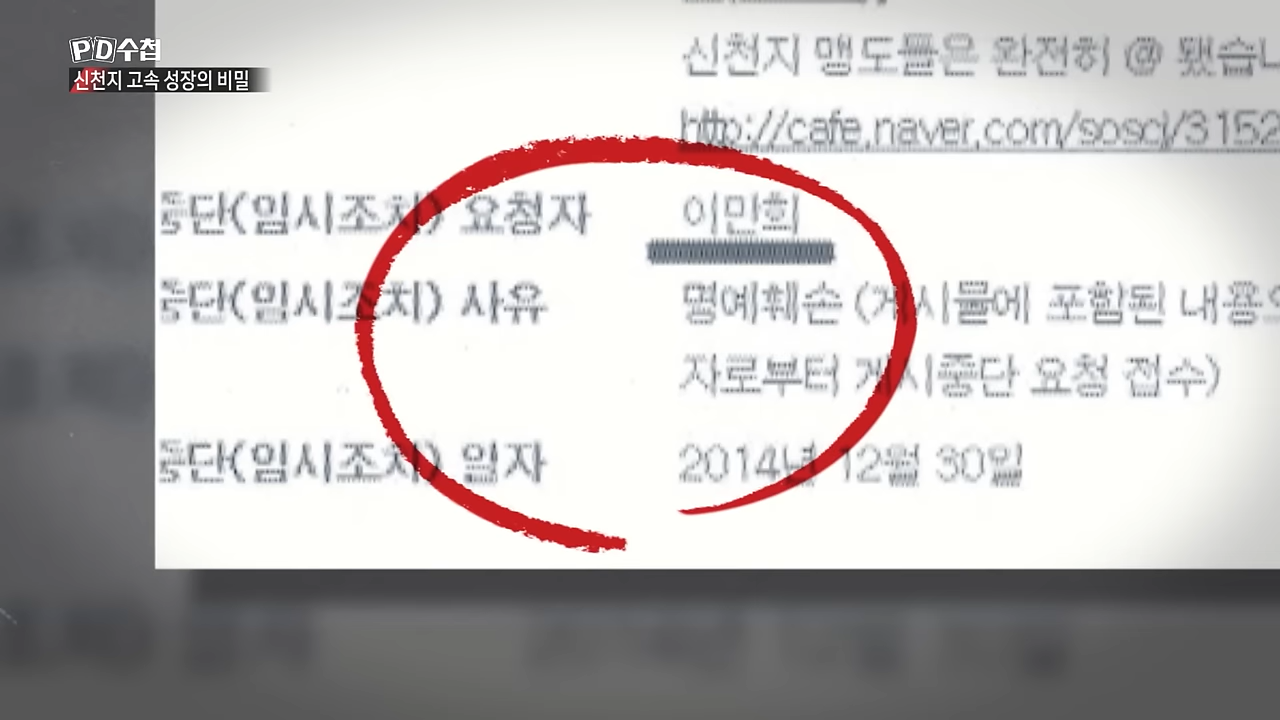 PD수첩
신천지 고속 성장의 비밀
신천지 맹도들은 완전히 @ 됐습니
http://cafe.naver.com/soscj/3152
중단(임시조치) 요청자 이만희
중단(임시조치) 사유 명예훼손 (게시물에 포함된 내용의
자로부터 게시중단 요청 접수)
중단(임시조치) 일자 2014년 12월 30일